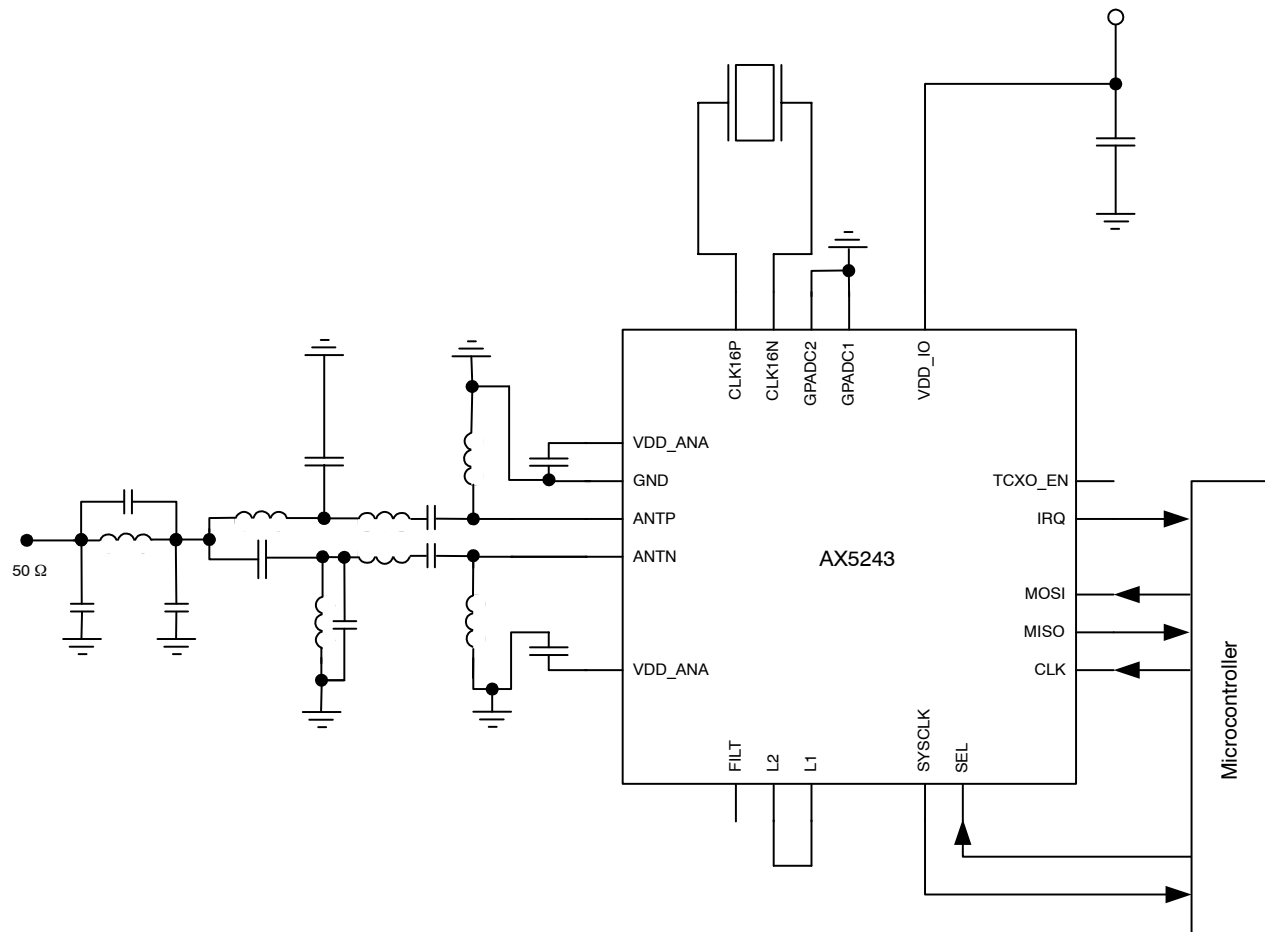 CLK16P
CLK16N
GPADC2
GPADC1
VDD_IO
VDD_ANA
GND
ANTP
ANTN
VDD_ANA
50 Ω
AX5243
TCXO_EN
IRQ
MOSI
MISO
CLK
FILT
L2
L1
SYSCLK
SEL
Microcontroller